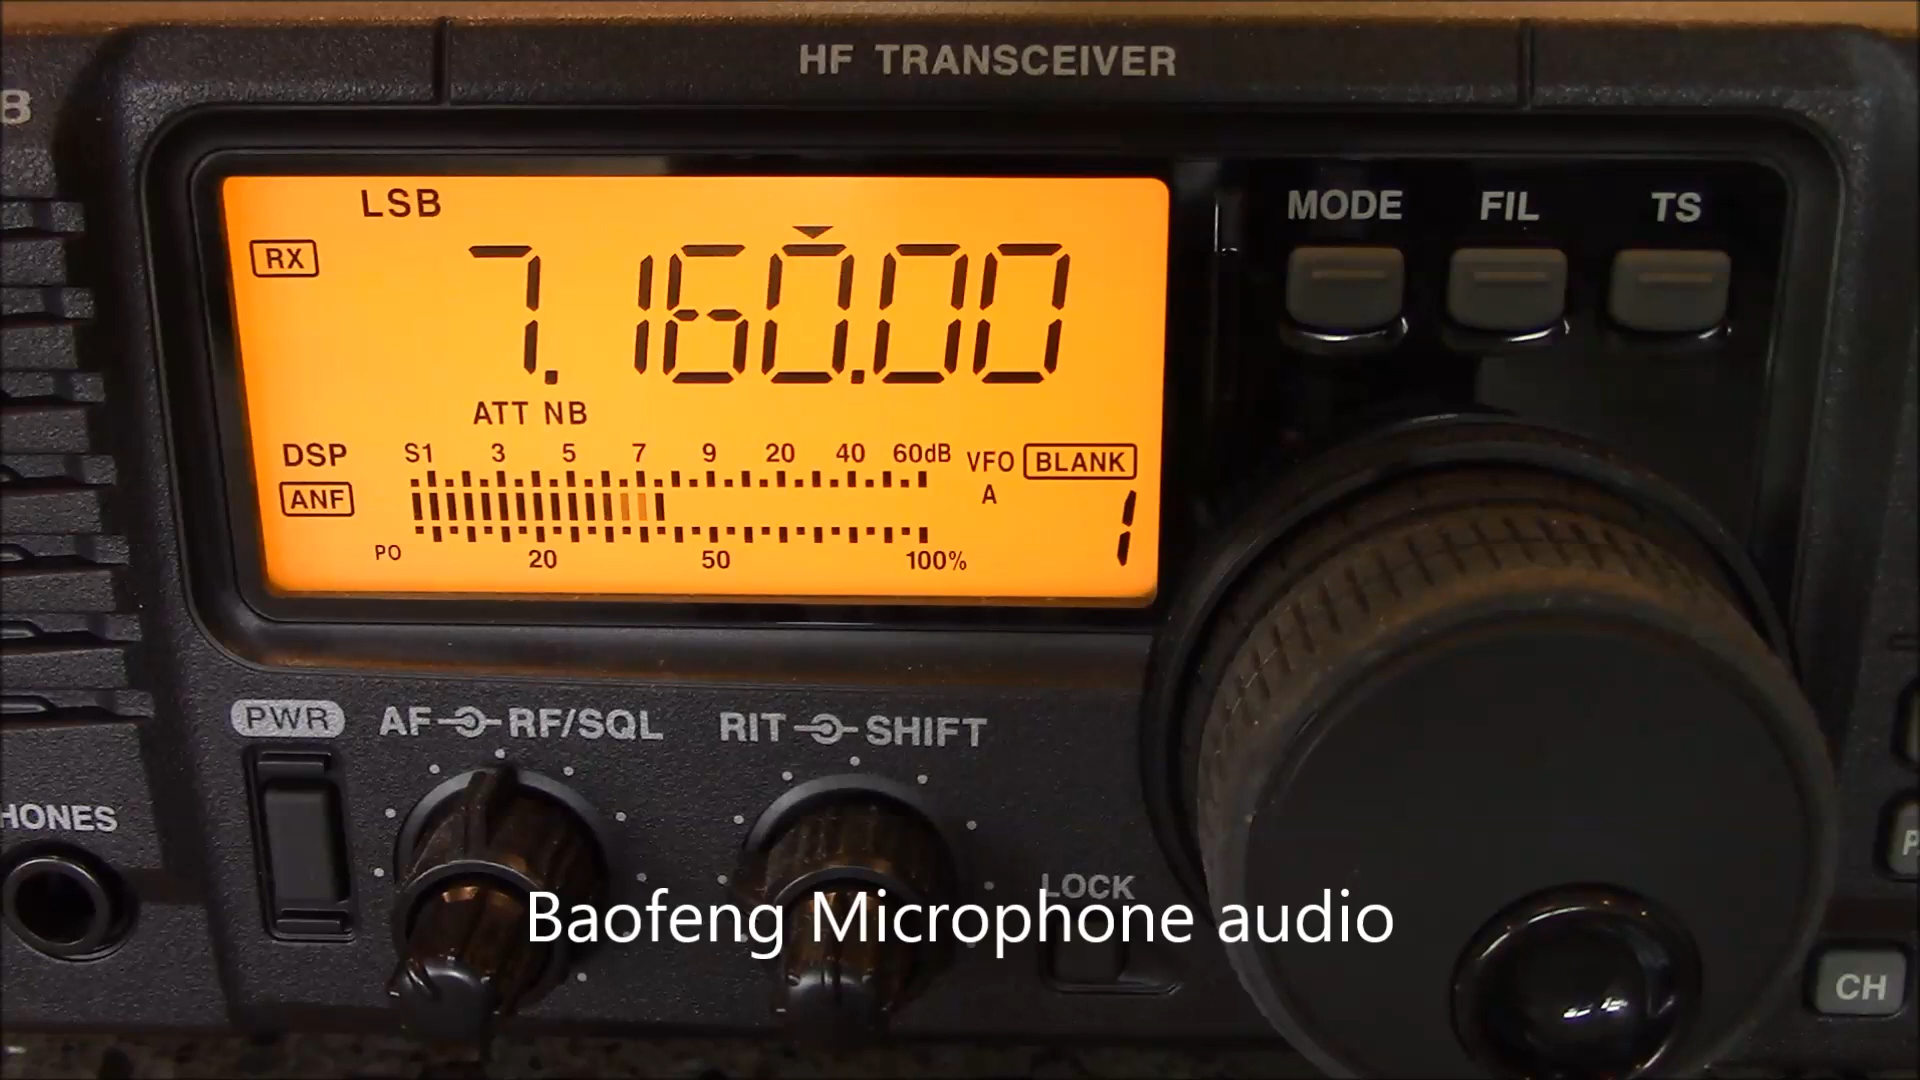 HF TRANSCEIVER
B
LSB
MODE FIL TS
RX
7.160.00
ATT NB
DSP S1 3 5 7 9 20 40 60dB VFO BLANK
ANF A 1
PO 20 50 100%
PWR AF RF/SQL RIT SHIFT
HONES
LOCK
P
Baofeng Microphone audio
CH